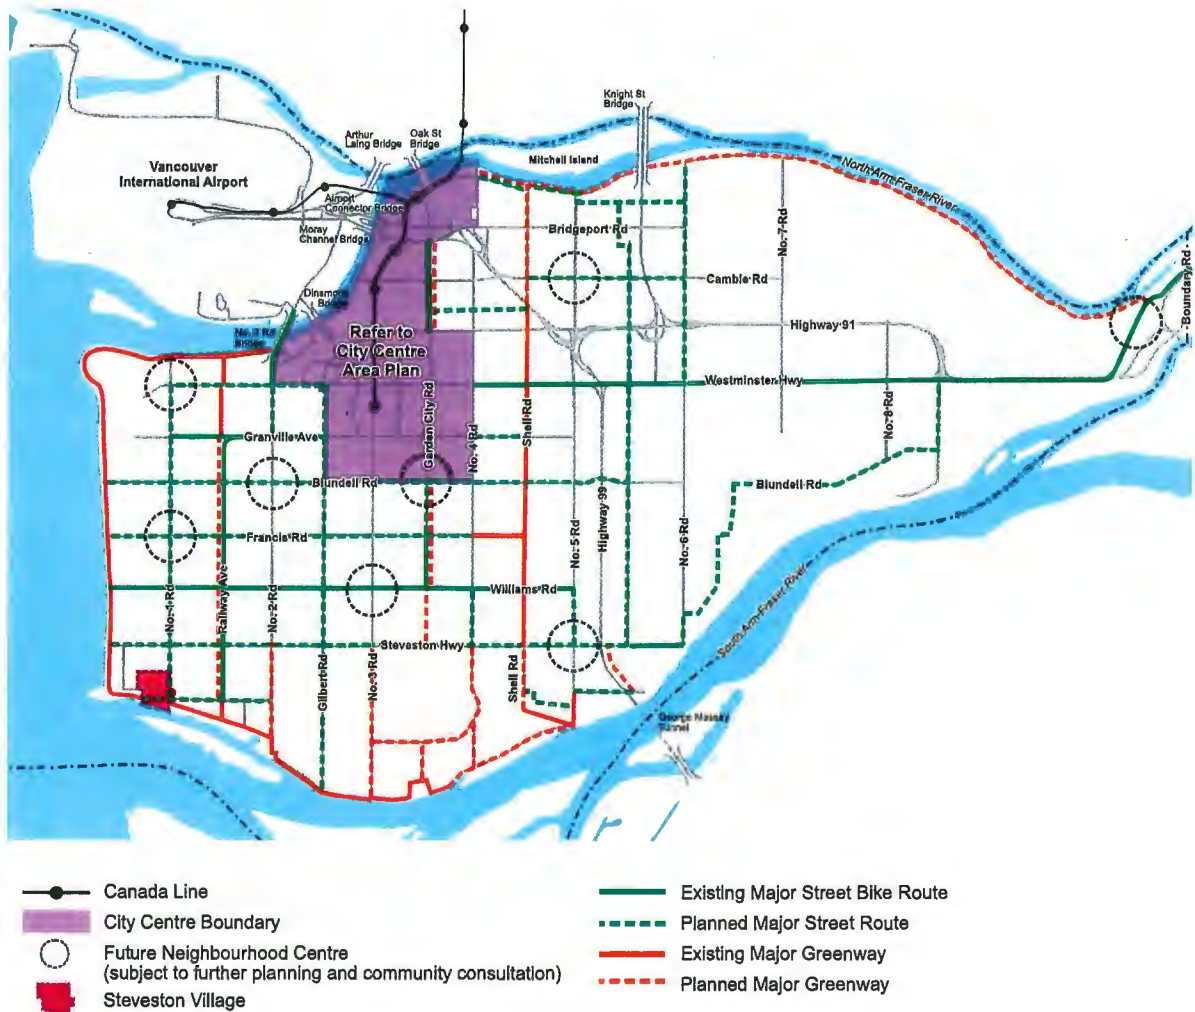 Knight St
Bridge
Arthur
Laing Bridge
Oak St
Bridge
Mitchell Island
Vancouver
International Airport
North Arm Fraser River
Airport
Connector Bridge
Moray
Channel Bridge
Bridgeport Rd
No. 7 Rd
Cambie Rd
Boundary Rd
Dinsmore
Bridge
No. 2 Rd
Bridge
Refer to
City Centre
Area Plan
Highway 91
Westminster Hwy
Garden City Rd
No. 4 Rd
Shell Rd
No. 8 Rd
Granville Ave
Blundell Rd
Blundell Rd
Highway 99
No. 5 Rd
No. 6 Rd
Francis Rd
No. 1 Rd
Railway Ave
No. 2 Rd
Williams Rd
South Arm Fraser River
Steveston Hwy
Gilbert Rd
No. 3 Rd
Shell Rd
George Massey
Tunnel
Canada Line
City Centre Boundary
Future Neighbourhood Centre
(subject to further planning and community consultation)
Steveston Village
Existing Major Street Bike Route
Planned Major Street Route
Existing Major Greenway
Planned Major Greenway